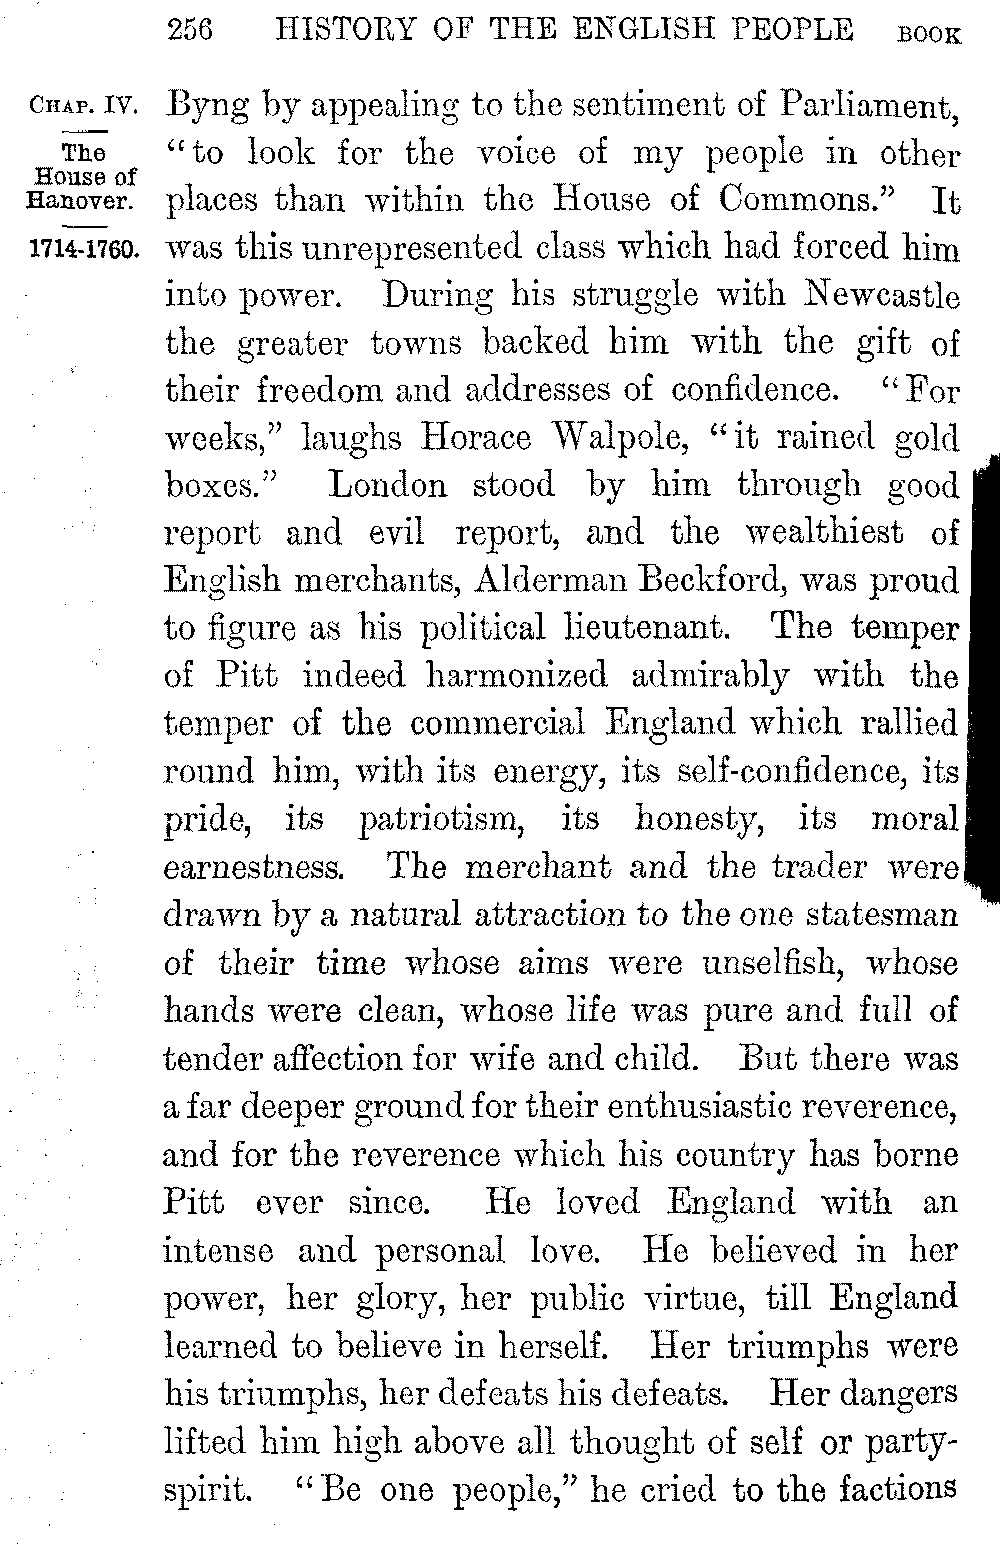 256 HISTORY OF THE ENGLISH PEOPLE BOOK
CHAP. IV.
The
House of
Hanover.
1714-1760.
Byng by appealing to the sentiment of Parliament,
“to look for the voice of my people in other
places than within the House of Commons.” It
was this unrepresented class which had forced him
into power. During his struggle with Newcastle
the greater towns backed him with the gift of
their freedom and addresses of confidence. “For
weeks,” laughs Horace Walpole, “it rained gold
boxes.” London stood by him through good
report and evil report, and the wealthiest of
English merchants, Alderman Beckford, was proud
to figure as his political lieutenant. The temper
of Pitt indeed harmonized admirably with the
temper of the commercial England which rallied
round him, with its energy, its self-confidence, its
pride, its patriotism, its honesty, its moral
earnestness. The merchant and the trader were
drawn by a natural attraction to the one statesman
of their time whose aims were unselfish, whose
hands were clean, whose life was pure and full of
tender affection for wife and child. But there was
a far deeper ground for their enthusiastic reverence,
and for the reverence which his country has borne
Pitt ever since. He loved England with an
intense and personal love. He believed in her
power, her glory, her public virtue, till England
learned to believe in herself. Her triumphs were
his triumphs, her defeats his defeats. Her dangers
lifted him high above all thought of self or party-
spirit. “Be one people,” he cried to the factions